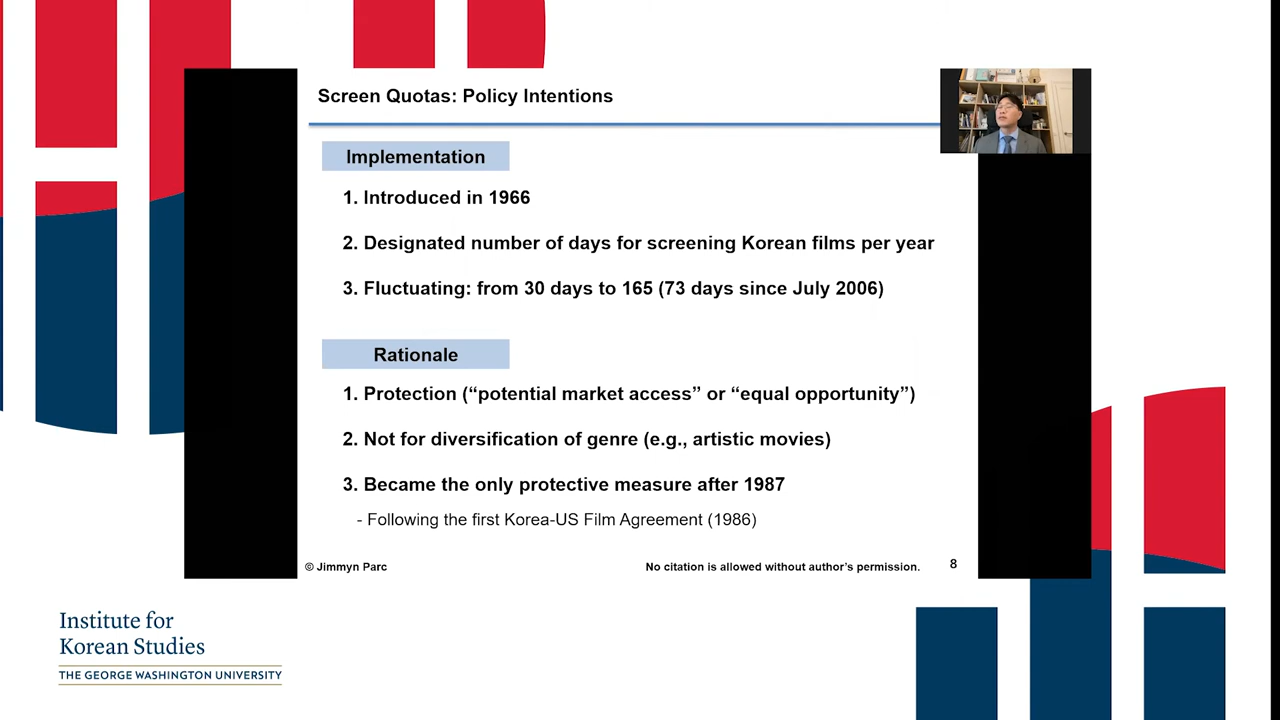 Screen Quotas: Policy Intentions
Implementation
1. Introduced in 1966
2. Designated number of days for screening Korean films per year
3. Fluctuating: from 30 days to 165 (73 days since July 2006)
Rationale
1. Protection (“potential market access” or “equal opportunity”)
2. Not for diversification of genre (e.g., artistic movies)
3. Became the only protective measure after 1987
- Following the first Korea-US Film Agreement (1986)
© Jimmyn Parc
No citation is allowed without author’s permission.
8
Institute for
Korean Studies
THE GEORGE WASHINGTON UNIVERSITY